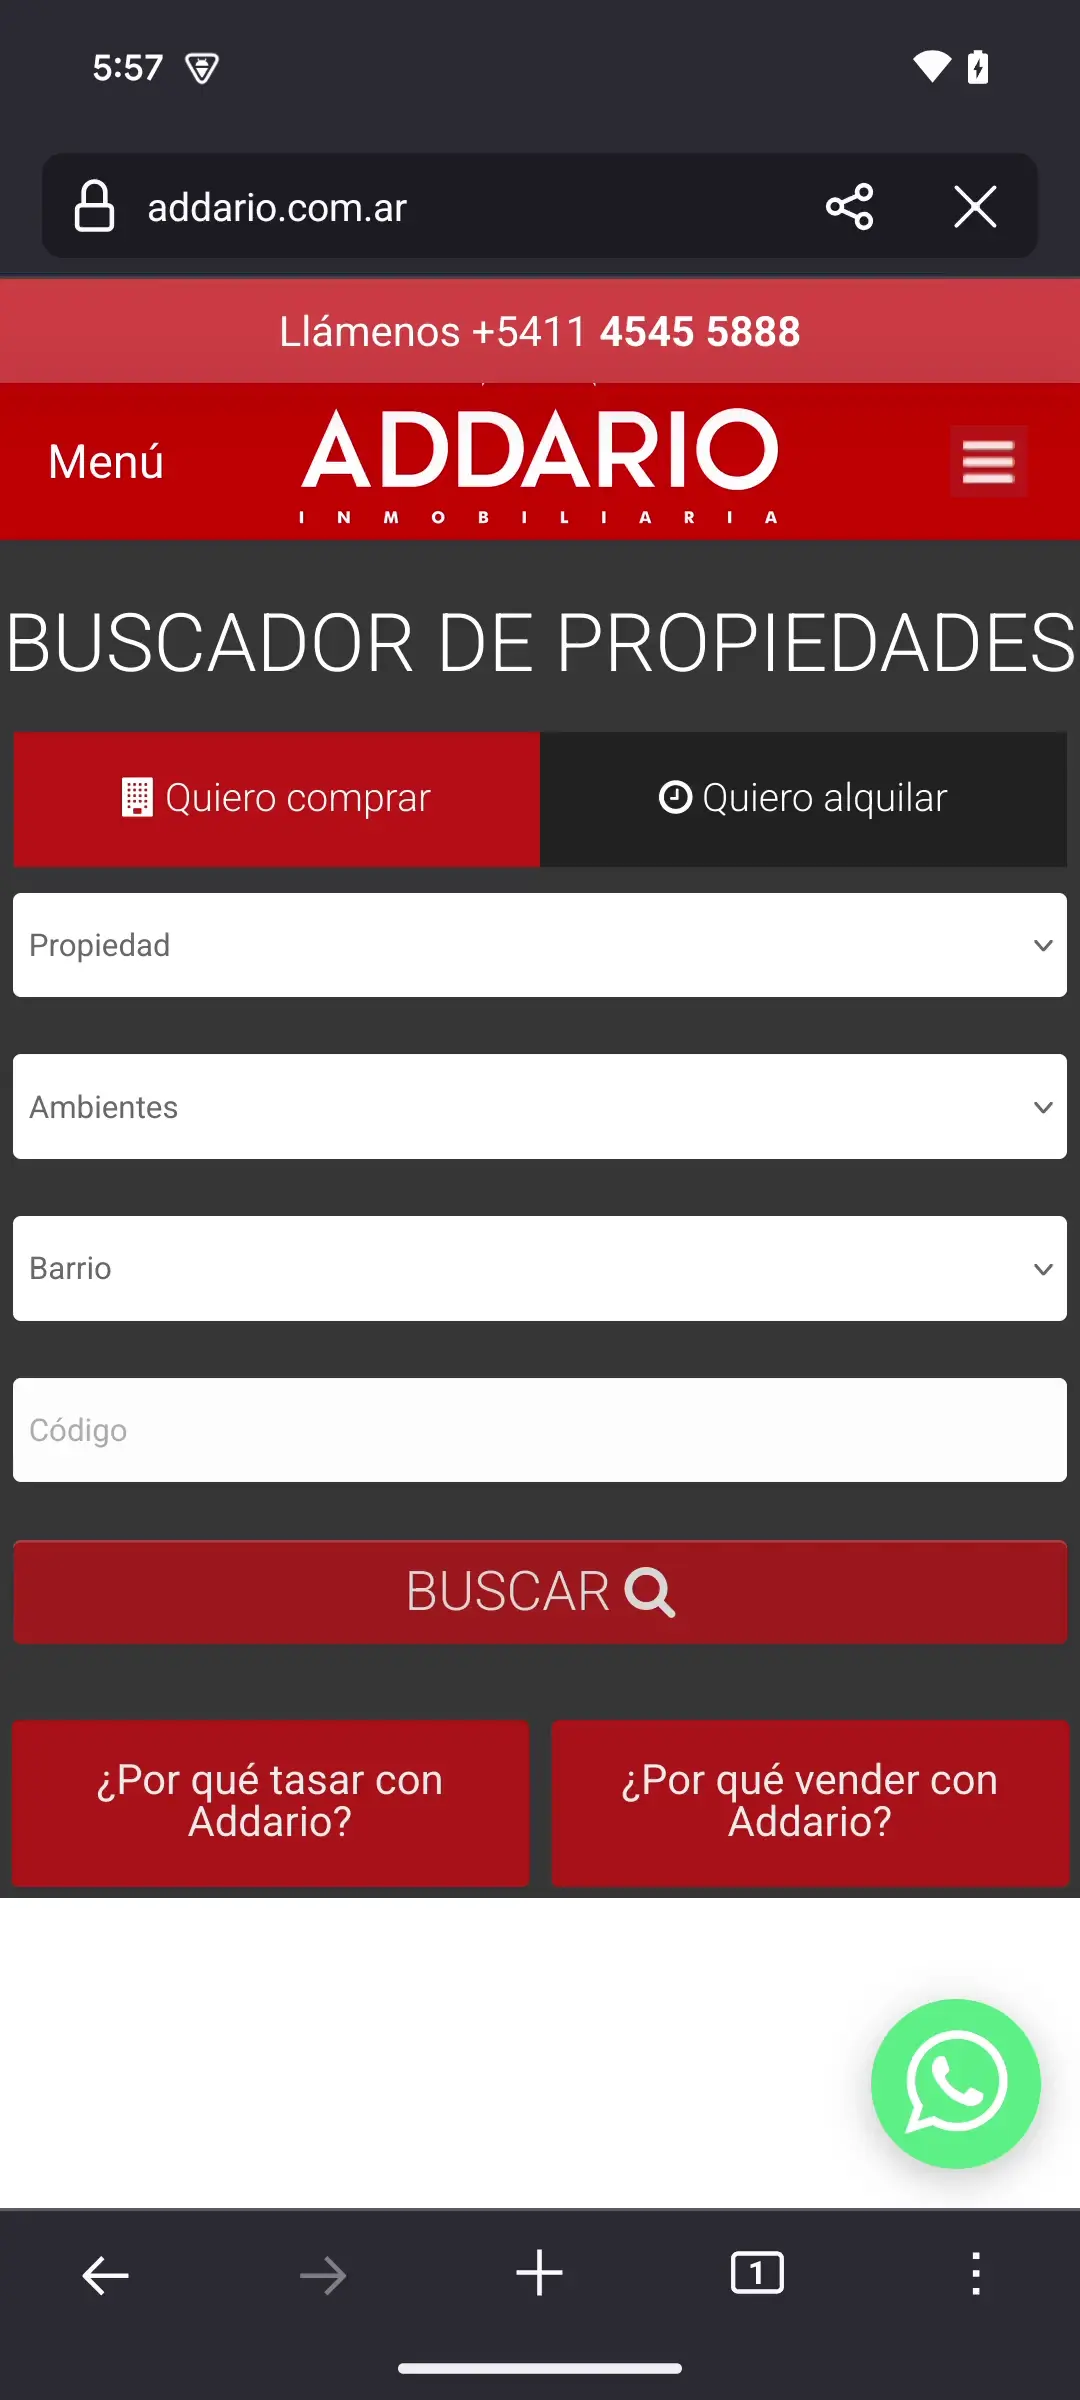 5:57
addario.com.ar
Llámenos +5411 4545 5888
Menú
ADDARIO
INMOBILIARIA
BUSCADOR DE PROPIEDADES
Quiero comprar
Quiero alquilar
Propiedad
Ambientes
Barrio
Código
BUSCAR
¿Por qué tasar con
Addario?
¿Por qué vender con
Addario?
1